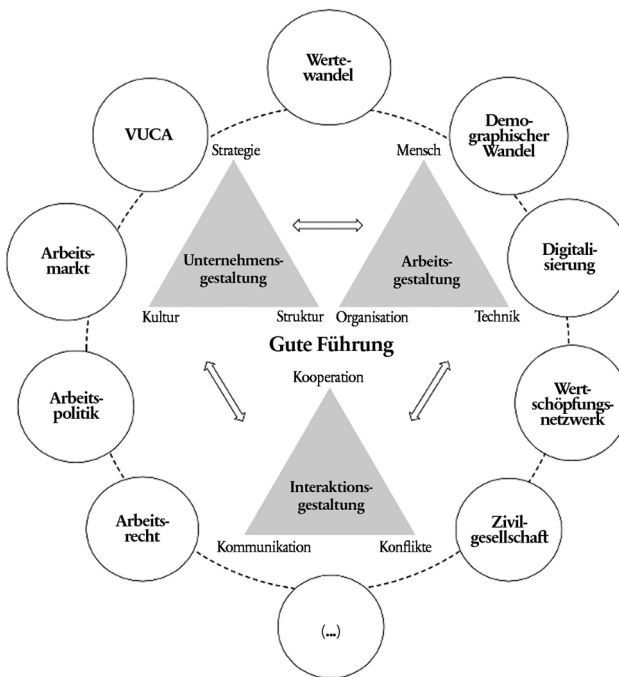 Werte-
wandel
VUCA
Demo-
graphischer
Wandel
Strategie
Mensch
Arbeits-
markt
Unternehmens-
gestaltung
Arbeits-
gestaltung
Digitali-
sierung
Kultur
Struktur
Organisation
Technik
Gute Führung
Kooperation
Arbeits-
politik
Wert-
schöpfungs-
netzwerk
Interaktions-
gestaltung
Arbeits-
recht
Zivil-
gesellschaft
Kommunikation
Konflikte
(...)